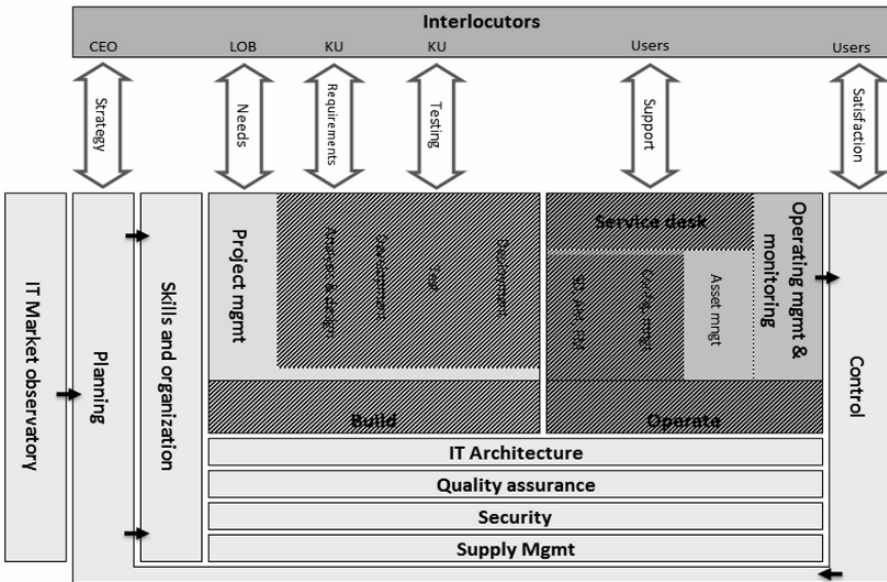 Interlocutors
CEO
LOB
KU
KU
Users
Users
Strategy
Needs
Requirements
Testing
Support
Satisfaction
IT Market observatory
Planning
Skills and organization
Project mgmt
Analysis & design
Development
Test
Deployment
Build
Service desk
Asset mngt
Operating mgmt &
monitoring
Operate
Control
IT Architecture
Quality assurance
Security
Supply Mgmt